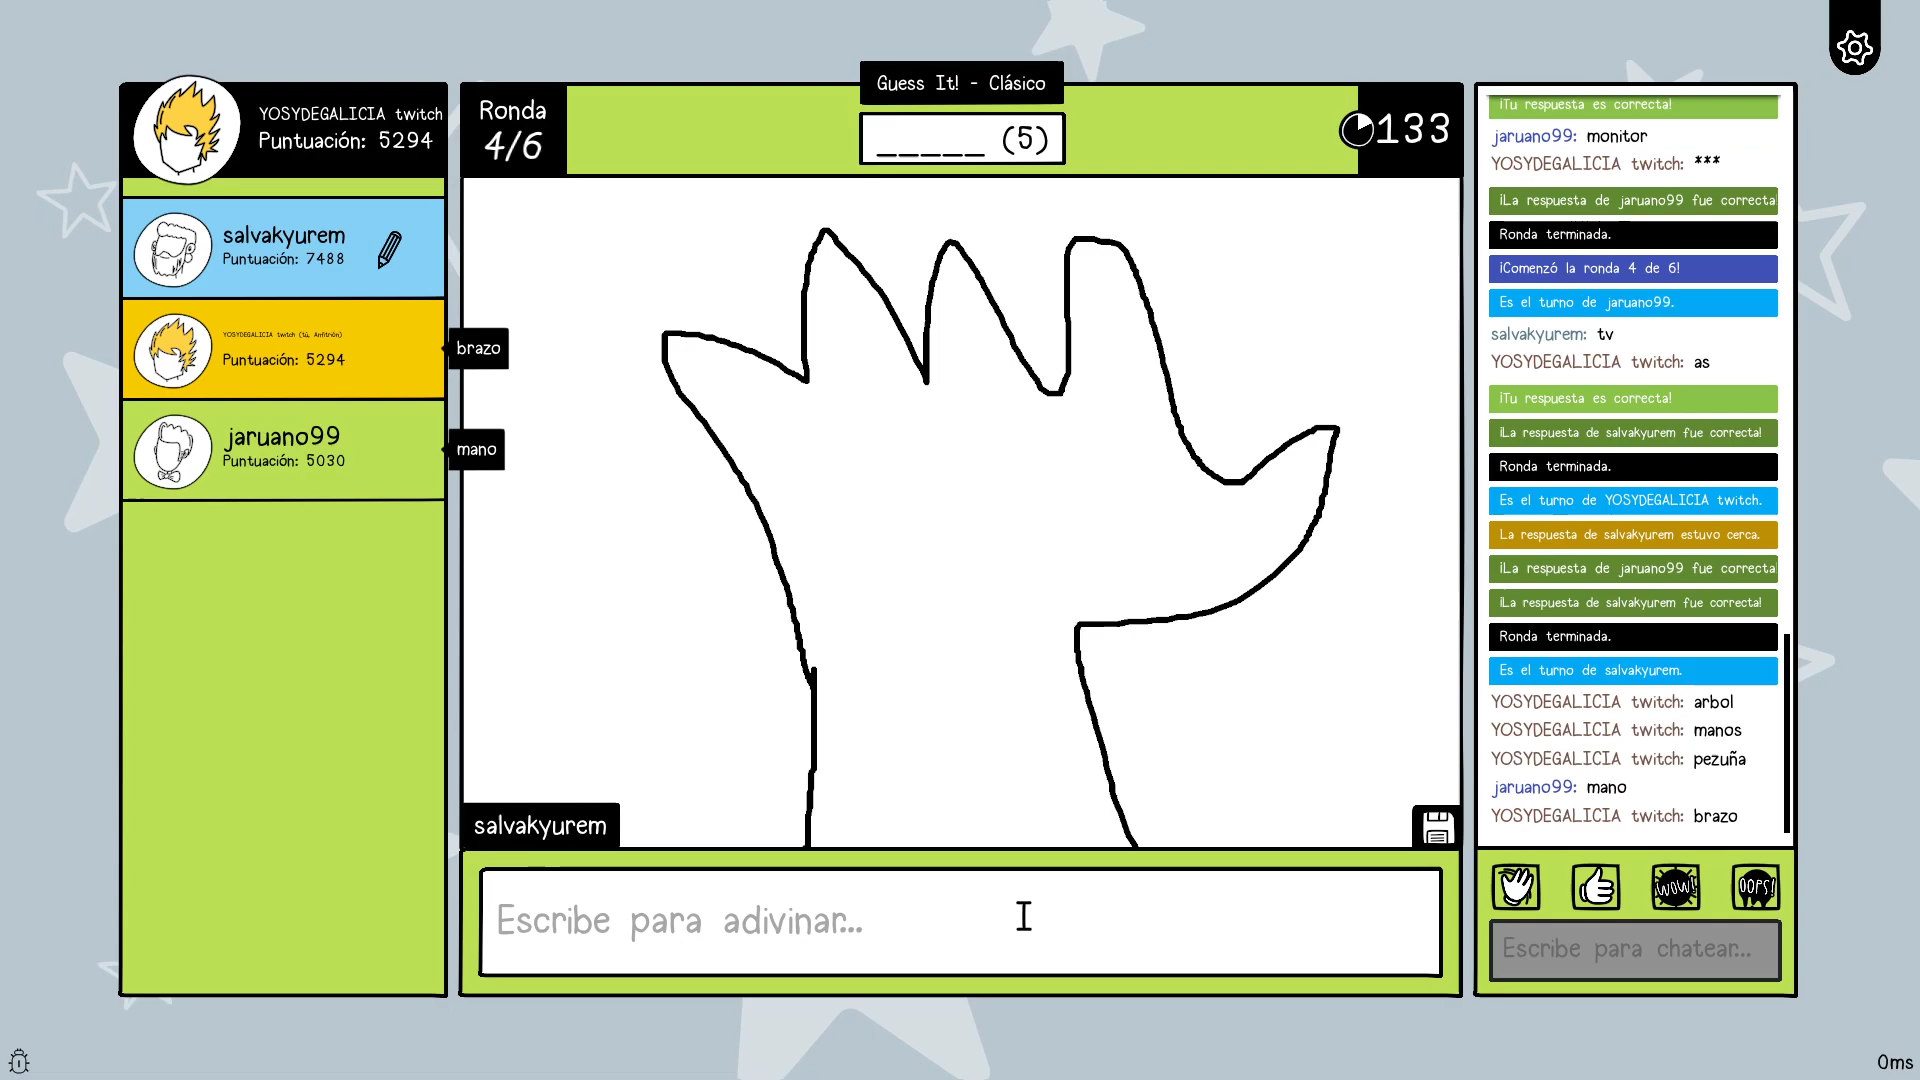 Guess It! - Clásico
YOSYDEGALICIA twitch
Puntuación: 5294
Ronda
4/6
_____ (5)
133
salvakyurem
Puntuación: 7488
YOSYDEGALICIA twitch (tú, Anfitrión)
Puntuación: 5294
brazo
jaruano99
Puntuación: 5030
mano
salvakyurem
Escribe para adivinar...
¡Tu respuesta es correcta!
jaruano99: monitor
YOSYDEGALICIA twitch: ***
¡La respuesta de jaruano99 fue correcta
Ronda terminada.
¡Comenzó la ronda 4 de 6!
Es el turno de jaruano99.
salvakyurem: tv
YOSYDEGALICIA twitch: as
¡Tu respuesta es correcta!
¡La respuesta de salvakyurem fue correcta!
Ronda terminada.
Es el turno de YOSYDEGALICIA twitch.
La respuesta de salvakyurem estuvo cerca.
¡La respuesta de jaruano99 fue correcta
¡La respuesta de salvakyurem fue correcta!
Ronda terminada.
Es el turno de salvakyurem.
YOSYDEGALICIA twitch: arbol
YOSYDEGALICIA twitch: manos
YOSYDEGALICIA twitch: pezuña
jaruano99: mano
YOSYDEGALICIA twitch: brazo
WOW!
OOPS!
Escribe para chatear...
0ms